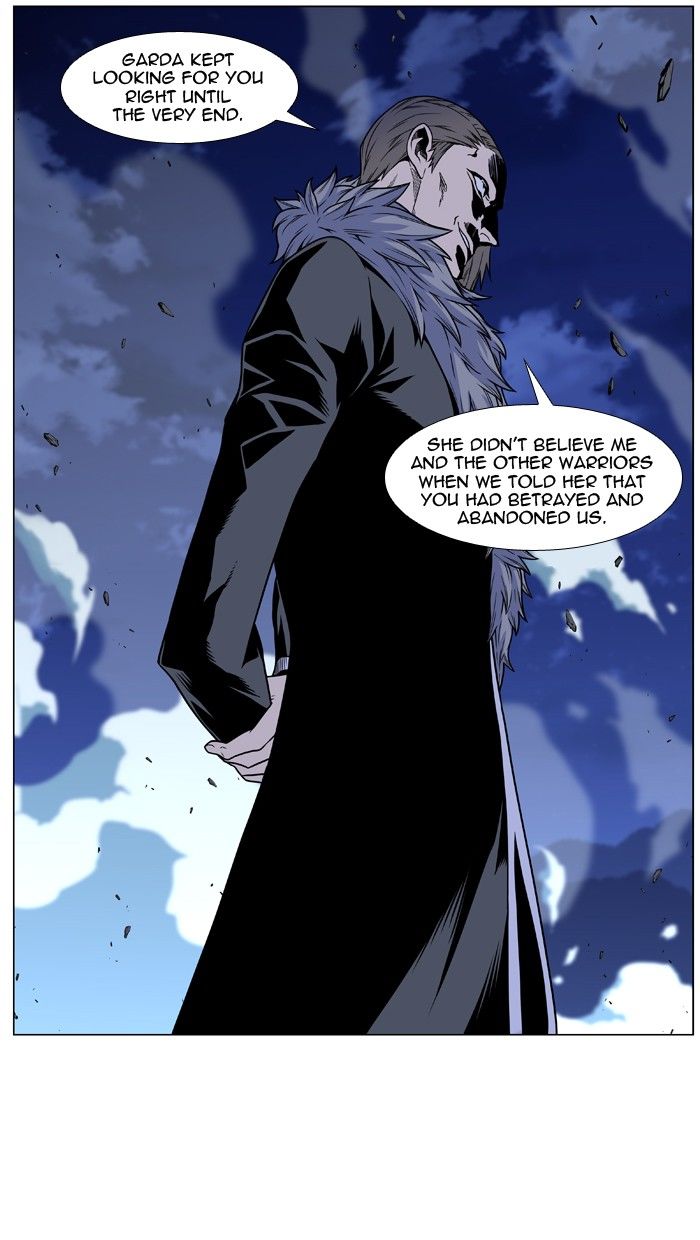 GARDA KEPT
LOOKING FOR YOU
RIGHT UNTIL
THE VERY END.
SHE DIDN'T BELIEVE ME
AND THE OTHER WARRIORS
WHEN WE TOLD HER THAT
YOU HAD BETRAYED AND
ABANDONED US.